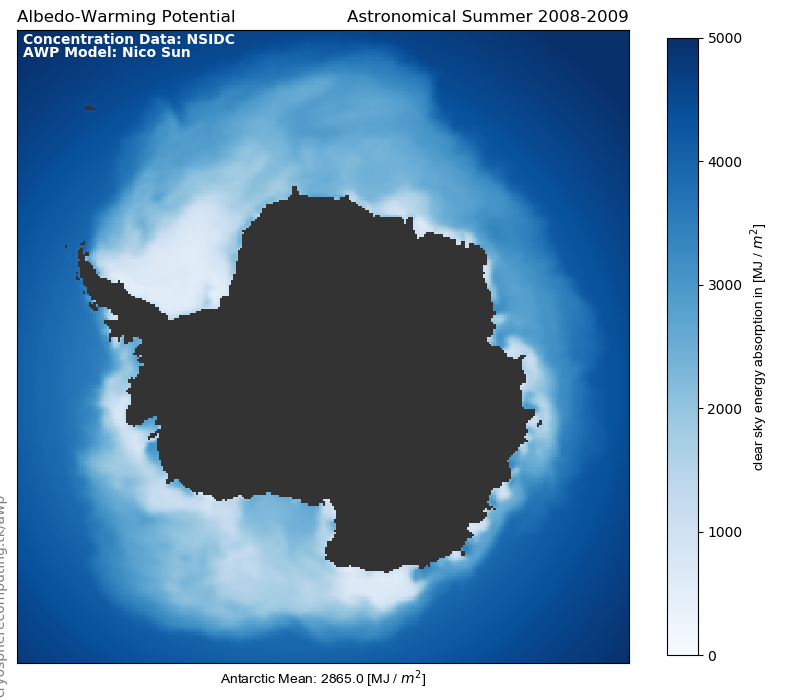 Albedo-Warming Potential
Astronomical Summer 2008-2009
Concentration Data: NSIDC
AWP Model: Nico Sun
5000
4000
3000
2000
1000
0
clear sky energy absorption in [MJ / m²]
cryospherecomputing.tk/awp
Antarctic Mean: 2865.0 [MJ / m²]